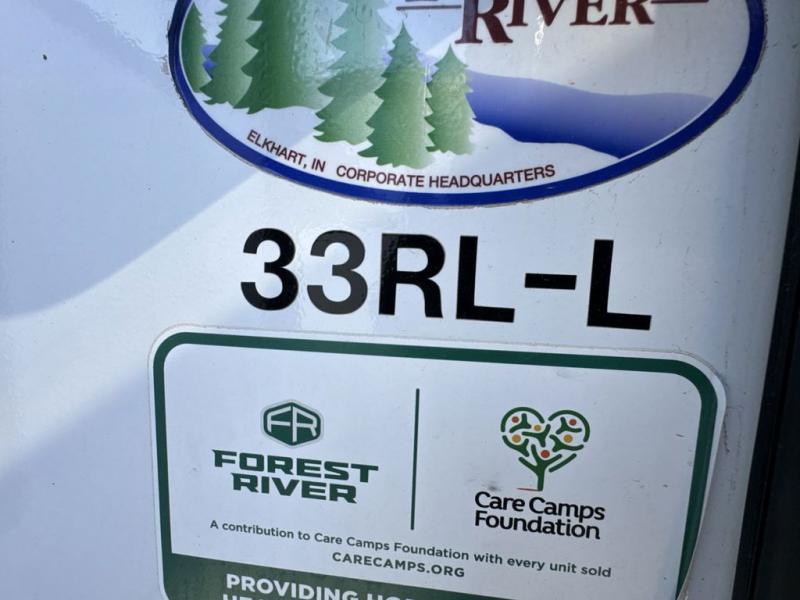 RIVER
ELKHART, IN CORPORATE HEADQUARTERS
33RL-L
FR
FOREST
RIVER
Care Camps
Foundation
A contribution to Care Camps Foundation with every unit sold
CARECAMPS.ORG
PROVIDING